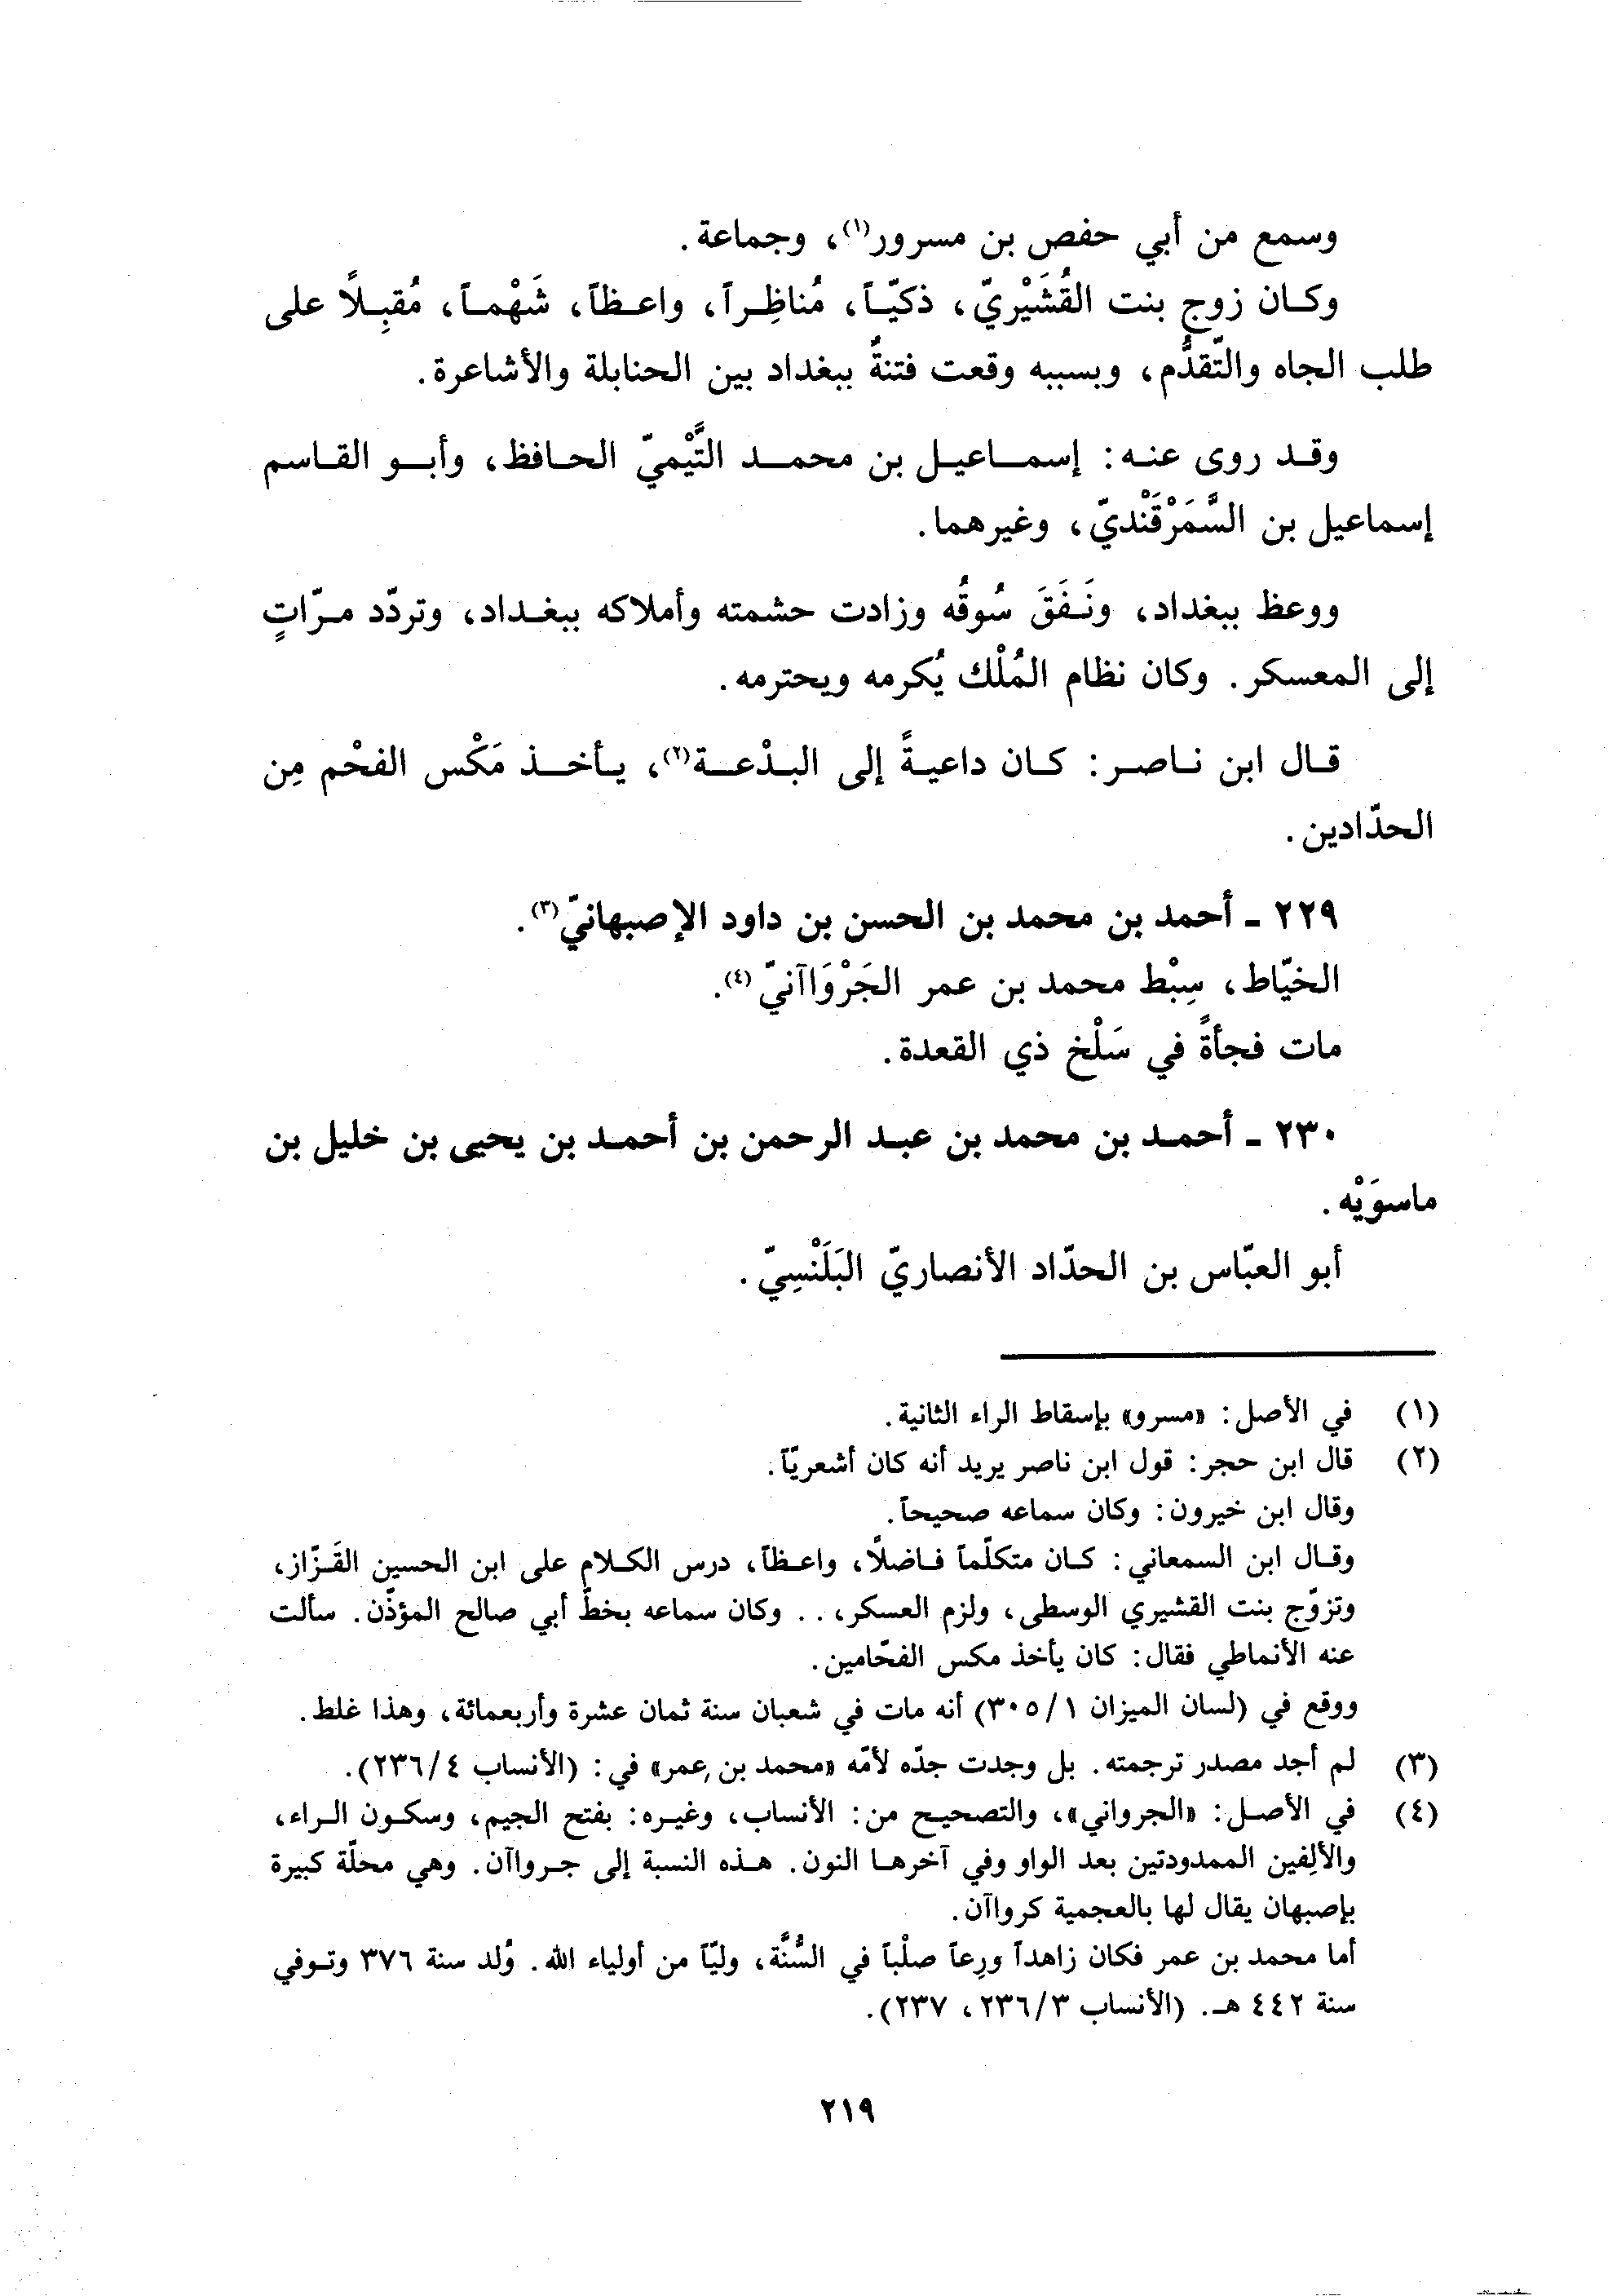 وسمع من أبي حفص بن مسرور(١)، وجماعة.
وكان زوج بنت القُشَيْريّ، ذكيّاً، مُناظِراً، واعظاً، شَهْماً، مُقبِلاً على
طلب الجاه والتّقدُّم، وبسببه وقعت فتنةٌ ببغداد بين الحنابلة والأشاعرة.
وقد روى عنه: إسماعيل بن محمد التَّيْميّ الحافظ، وأبو القاسم
إسماعيل بن السَّمَرْقَنْديّ، وغيرهما.
ووعظ ببغداد، ونَفَقَ سُوقُه وزادت حشمته وأملاكه ببغداد، وتردّد مرّاتٍ
إلى المعسكر. وكان نظام المُلْك يُكرمه ويحترمه.
قال ابن ناصر: كان داعيةً إلى البدْعة(٢)، يأخذ مَكْس الفحْم مِن
الحدّادين.
٢٢٩ - أحمد بن محمد بن الحسن بن داود الإصبهانيّ(٣).
الخيّاط، سِبْط محمد بن عمر الجَرْوَاآنيّ(٤).
مات فجأةً في سَلْخ ذي القعدة.
٢٣٠ - أحمد بن محمد بن عبد الرحمن بن أحمد بن يحيى بن خليل بن
ماسوَيْه.
أبو العبّاس بن الحدّاد الأنصاريّ البَلَنْسِيّ.
(١) في الأصل: «مسرو» بإسقاط الراء الثانية.
(٢) قال ابن حجر: قول ابن ناصر يريد أنه كان أشعريّاً.
وقال ابن خيرون: وكان سماعه صحيحاً.
وقال ابن السمعاني: كان متكلّماً فاضلًا، واعظاً، درس الكلام على ابن الحسين القَزّاز،
وتزوّج بنت القشيري الوسطى، ولزم العسكر،.. وكان سماعه بخطّ أبي صالح المؤذّن. سألت
عنه الأنماطي فقال: كان يأخذ مكس الفحّامين.
ووقع في (لسان الميزان ٣٠٥/١) أنه مات في شعبان سنة ثمان عشرة وأربعمائة، وهذا غلط.
(٣) لم أجد مصدر ترجمته. بل وجدت جدّه لأمّه «محمد بن عمر» في: (الأنساب ٢٣٦/٤).
(٤) في الأصل: «الجرواني»، والتصحيح من: الأنساب، وغيره: بفتح الجيم، وسكون الراء،
والألِفين الممدودتين بعد الواو وفي آخرها النون. هذه النسبة إلى جرواآن. وهي محلّة كبيرة
بإصبهان يقال لها بالعجمية كرواآن.
أما محمد بن عمر فكان زاهداً ورِعاً صلْباً في السُّنَّة، وليّاً من أولياء الله. وُلد سنة ٣٧٦ وتوفي
سنة ٤٤٢ هـ. (الأنساب ٢٣٦/٣، ٢٣٧).
٢١٩